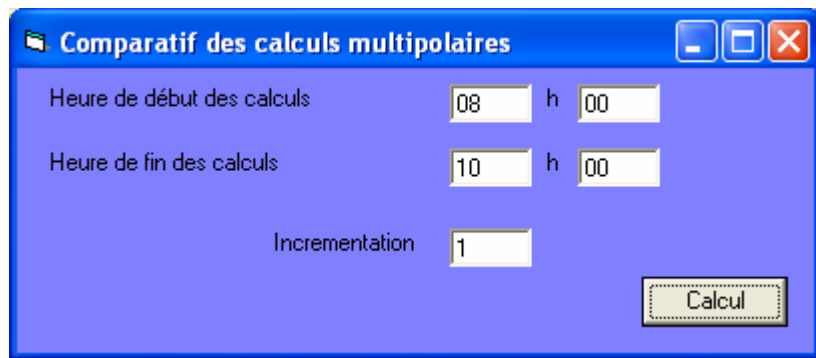 Comparatif des calculs multipolaires
Heure de début des calculs 08 h 00
Heure de fin des calculs 10 h 00
Incrementation 1
Calcul